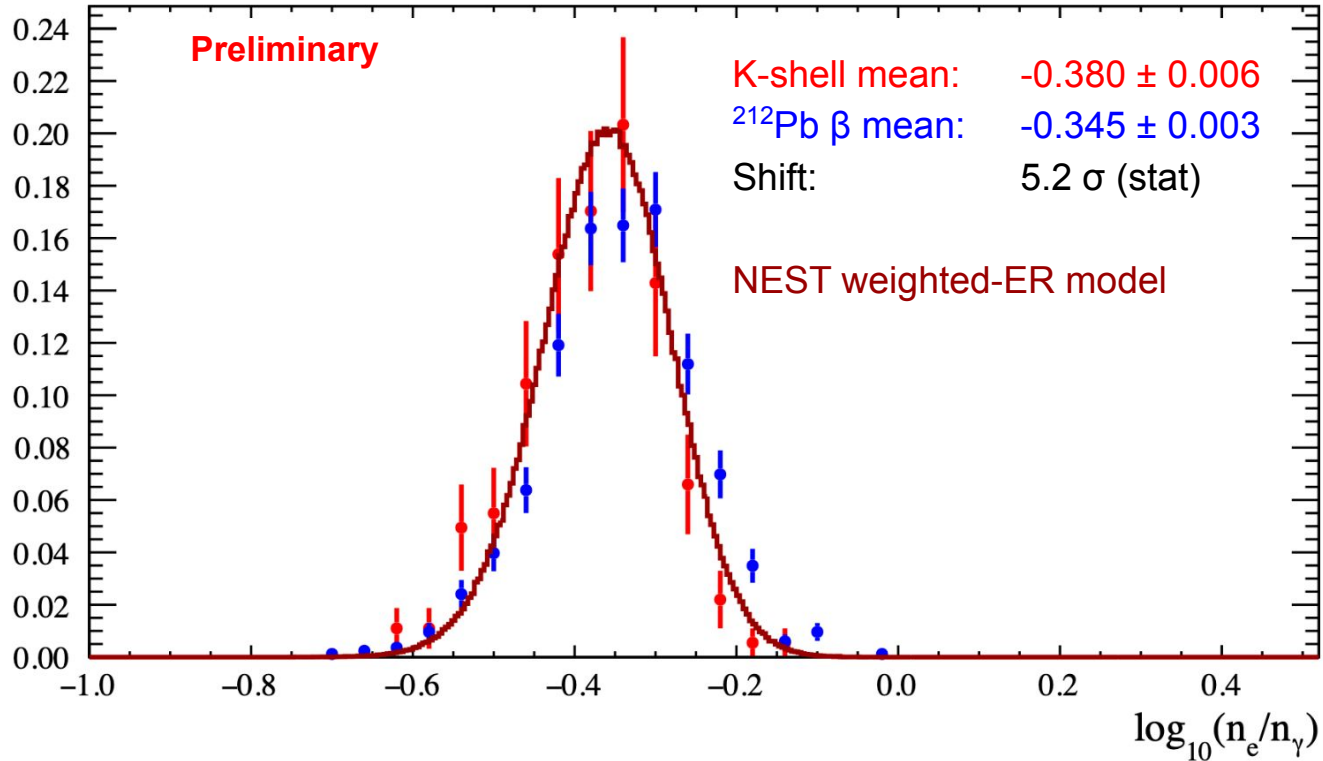 Preliminary
K-shell mean: -0.380 ± 0.006
²¹²Pb β mean: -0.345 ± 0.003
Shift: 5.2 σ (stat)
NEST weighted-ER model
0.24
0.22
0.20
0.18
0.16
0.14
0.12
0.10
0.08
0.06
0.04
0.02
0.00
−1.0 −0.8 −0.6 −0.4 −0.2 0.0 0.2 0.4
log₁₀(nₑ/nᵧ)